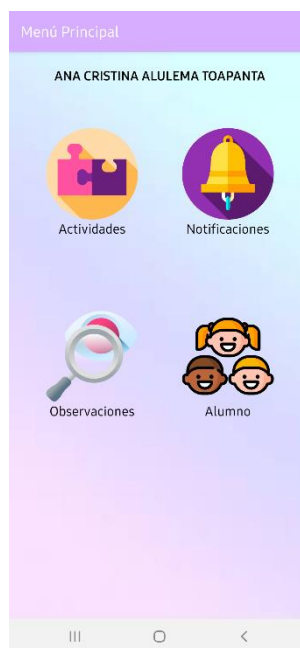 Menú Principal
ANA CRISTINA ALULEMA TOAPANTA
Actividades
Notificaciones
Observaciones
Alumno